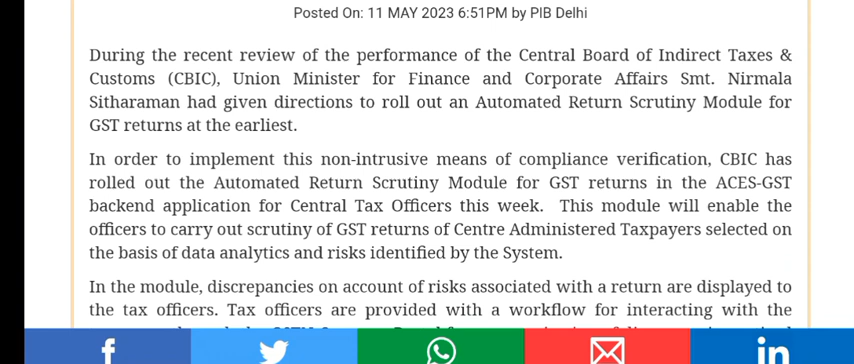 Posted On: 11 MAY 2023 6:51PM by PIB Delhi
During the recent review of the performance of the Central Board of Indirect Taxes &
Customs (CBIC), Union Minister for Finance and Corporate Affairs Smt. Nirmala
Sitharaman had given directions to roll out an Automated Return Scrutiny Module for
GST returns at the earliest.
In order to implement this non-intrusive means of compliance verification, CBIC has
rolled out the Automated Return Scrutiny Module for GST returns in the ACES-GST
backend application for Central Tax Officers this week. This module will enable the
officers to carry out scrutiny of GST returns of Centre Administered Taxpayers selected on
the basis of data analytics and risks identified by the System.
In the module, discrepancies on account of risks associated with a return are displayed to
the tax officers. Tax officers are provided with a workflow for interacting with the